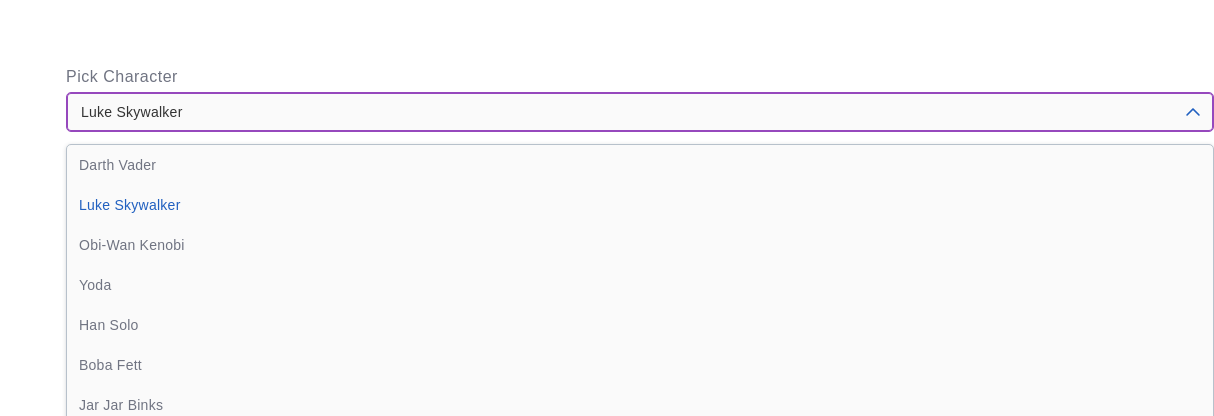 Pick Character
Luke Skywalker
Darth Vader
Luke Skywalker
Obi-Wan Kenobi
Yoda
Han Solo
Boba Fett
Jar Jar Binks